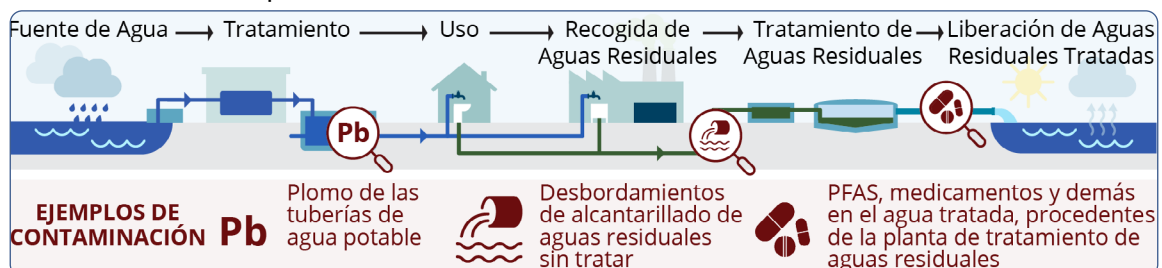 Fuente de Agua
Tratamiento
Uso
Recogida de
Aguas Residuales
Tratamiento de
Aguas Residuales
Liberación de Aguas
Residuales Tratadas
Pb
EJEMPLOS DE
CONTAMINACIÓN
Pb
Plomo de las
tuberías de
agua potable
Desbordamientos
de alcantarillado de
aguas residuales
sin tratar
PFAS, medicamentos y demás
en el agua tratada, procedentes
de la planta de tratamiento de
aguas residuales